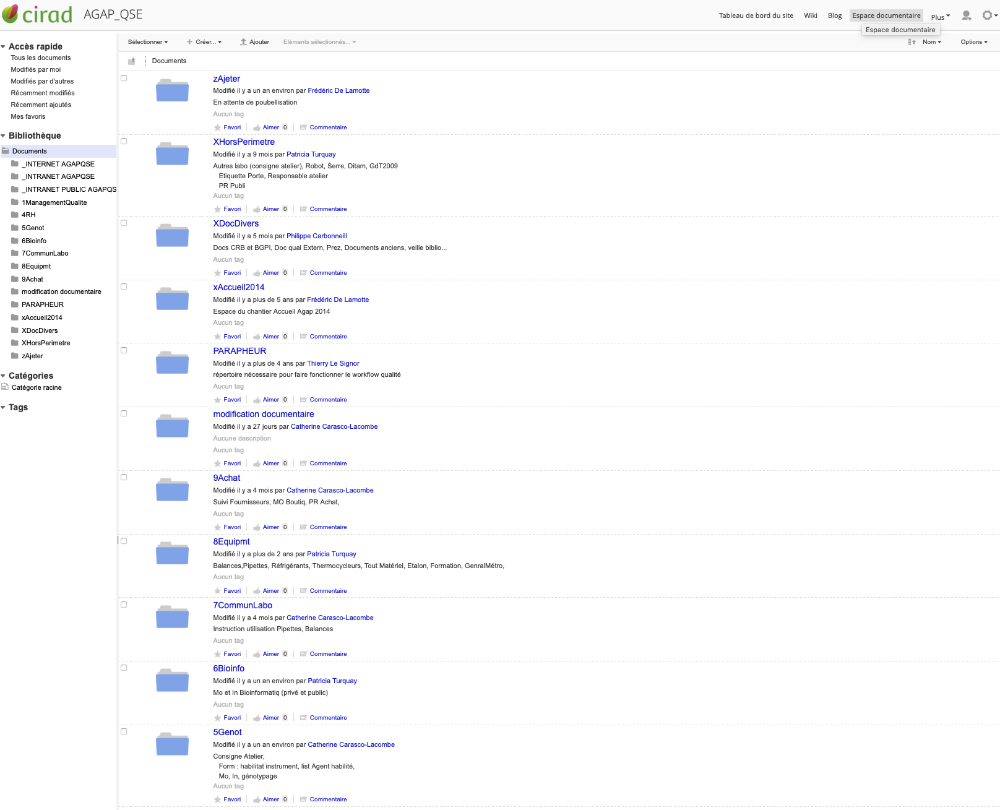 cirad AGAP_QSE
Tableau de bord du site Wiki Blog Espace documentaire Plus
Espace documentaire
Sélectionner Créer... Ajouter Eléments sélectionnés... Nom Options
Documents
Accès rapide
Tous les documents
Modifiés par moi
Modifiés par d'autres
Récemment modifiés
Récemment ajoutés
Mes favoris
Bibliothèque
Documents
_INTERNET AGAPQSE
_INTRANET AGAPQSE
_INTRANET PUBLIC AGAPQS
1ManagementQualite
4RH
5Genot
6Bioinfo
7CommunLabo
8Equipmt
9Achat
modification documentaire
PARAPHEUR
xAccueil2014
XDocDivers
XHorsPerimetre
zAjeter
Catégories
Catégorie racine
Tags
zAjeter
Modifié il y a un an environ par Frédéric De Lamotte
En attente de poubellisation
Aucun tag
Favori Aimer 0 Commentaire
XHorsPerimetre
Modifié il y a 9 mois par Patricia Turquay
Autres labo (consigne atelier), Robot, Serre, Ditam, GdT2009
Etiquette Porte, Responsable atelier
PR Publi
Aucun tag
Favori Aimer 0 Commentaire
XDocDivers
Modifié il y a 5 mois par Philippe Carbonneill
Docs CRB et BGPI, Doc qual Extern, Prez, Documents anciens, veille biblio...
Aucun tag
Favori Aimer 0 Commentaire
xAccueil2014
Modifié il y a plus de 5 ans par Frédéric De Lamotte
Espace du chantier Accueil Agap 2014
Aucun tag
Favori Aimer 0 Commentaire
PARAPHEUR
Modifié il y a plus de 4 ans par Thierry Le Signor
répertoire nécessaire pour faire fonctionner le workflow qualité
Aucun tag
Favori Aimer 0 Commentaire
modification documentaire
Modifié il y a 27 jours par Catherine Carasco-Lacombe
Aucune description
Aucun tag
Favori Aimer 0 Commentaire
9Achat
Modifié il y a 4 mois par Catherine Carasco-Lacombe
Suivi Fournisseurs, MO Boutiq, PR Achat,
Aucun tag
Favori Aimer 0 Commentaire
8Equipmt
Modifié il y a plus de 2 ans par Patricia Turquay
Balances,Pipettes, Réfrigérants, Thermocycleurs, Tout Matériel, Etalon, Formation, GenralMétro,
Aucun tag
Favori Aimer 0 Commentaire
7CommunLabo
Modifié il y a 4 mois par Catherine Carasco-Lacombe
Instruction utilisation Pipettes, Balances
Aucun tag
Favori Aimer 0 Commentaire
6Bioinfo
Modifié il y a un an environ par Patricia Turquay
Mo et In Bioinformatiq (privé et public)
Aucun tag
Favori Aimer 0 Commentaire
5Genot
Modifié il y a un an environ par Catherine Carasco-Lacombe
Consigne Atelier,
Form : habilitat instrument, list Agent habilité,
Mo, In, génotypage
Aucun tag
Favori Aimer 0 Commentaire